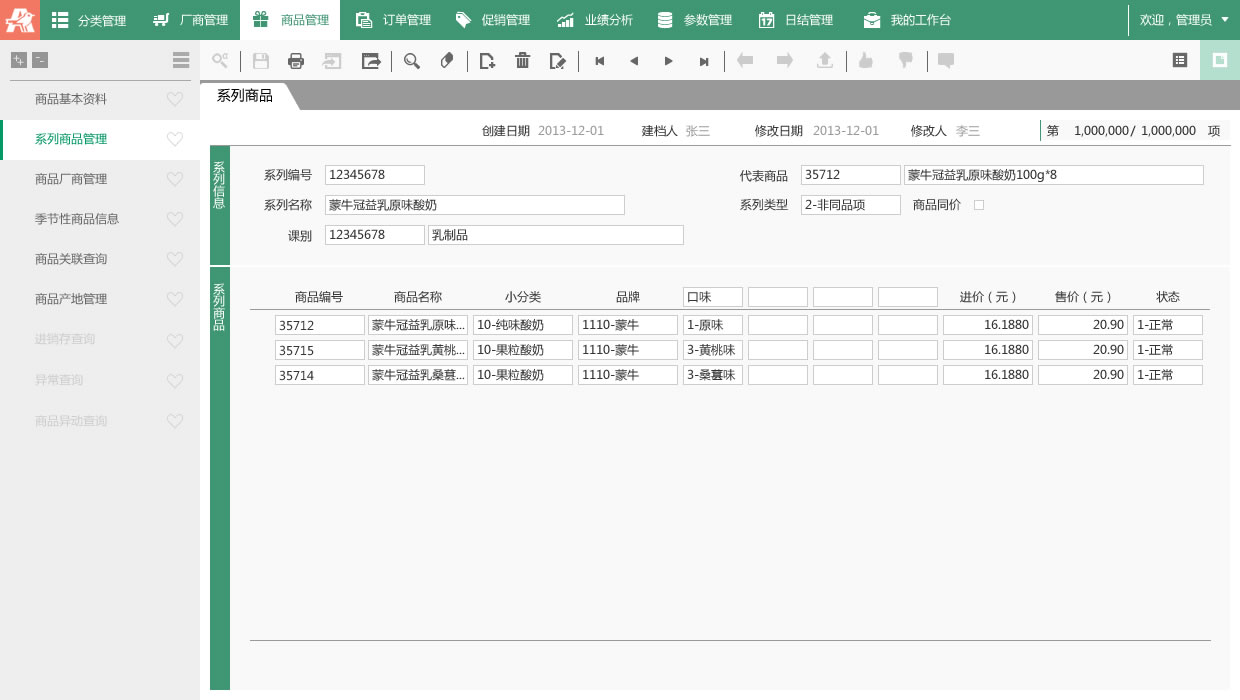 分类管理 厂商管理 商品管理 订单管理 促销管理 业绩分析 参数管理 日结管理 我的工作台 欢迎，管理员
商品基本资料
系列商品管理
商品厂商管理
季节性商品信息
商品关联查询
商品产地管理
进销存查询
异常查询
商品异动查询
系列商品
创建日期 2013-12-01 建档人 张三 修改日期 2013-12-01 修改人 李三 第 1,000,000/ 1,000,000 项
系列信息
系列编号 12345678 代表商品 35712 蒙牛冠益乳原味酸奶100g*8
系列名称 蒙牛冠益乳原味酸奶 系列类型 2-非同品项 商品同价
课别 12345678 乳制品
系列商品
商品编号 商品名称 小分类 品牌 口味 进价（元） 售价（元） 状态
35712 蒙牛冠益乳原味... 10-纯味酸奶 1110-蒙牛 1-原味 16.1880 20.90 1-正常
35715 蒙牛冠益乳黄桃... 10-果粒酸奶 1110-蒙牛 3-黄桃味 16.1880 20.90 1-正常
35714 蒙牛冠益乳桑葚... 10-果粒酸奶 1110-蒙牛 3-桑葚味 16.1880 20.90 1-正常